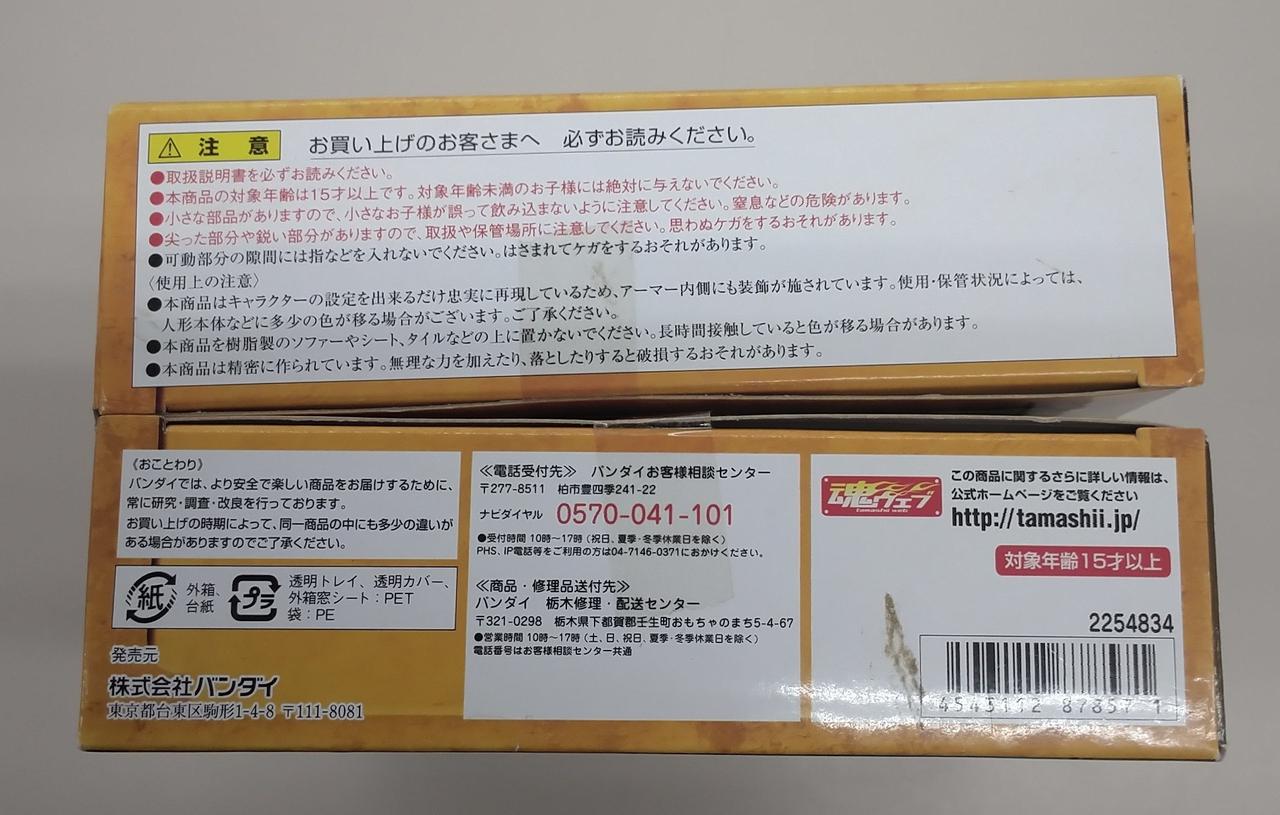 注意
お買い上げのお客さまへ 必ずお読みください。
●取扱説明書を必ずお読みください。
●本商品の対象年齢は15才以上です。対象年齢未満のお子様には絶対に与えないでください。
●小さな部品がありますので、小さなお子様が誤って飲み込まないように注意してください。窒息などの危険があります。
●尖った部分や鋭い部分がありますので、取扱や保管場所に注意してください。思わぬケガをするおそれがあります。
●可動部分の隙間には指などを入れないでください。はさまれてケガをするおそれがあります。
〈使用上の注意〉
●本商品はキャラクターの設定を出来るだけ忠実に再現しているため、アーマー内側にも装飾が施されています。使用・保管状況によっては、
人形本体などに多少の色が移る場合がございます。ご了承ください。
●本商品を樹脂製のソファーやシート、タイルなどの上に置かないでください。長時間接触していると色が移る場合があります。
●本商品は精密に作られています。無理な力を加えたり、落としたりすると破損するおそれがあります。
《おことわり》
バンダイでは、より安全で楽しい商品をお届けするために、
常に研究・調査・改良を行っております。
お買い上げの時期によって、同一商品の中にも多少の違いが
ある場合がありますのでご了承ください。
紙
外箱、
台紙
プラ
透明トレイ、透明カバー、
外箱窓シート：PET
袋：PE
発売元
株式会社バンダイ
東京都台東区駒形1-4-8 〒111-8081
≪電話受付先≫ バンダイお客様相談センター
〒277-8511 柏市豊四季241-22
ナビダイヤル 0570-041-101
●受付時間 10時～17時（祝日、夏季・冬季休業日を除く）
PHS、IP電話等をご利用の方は04-7146-0371におかけください。
≪商品・修理品送付先≫
バンダイ 栃木修理・配送センター
〒321-0298 栃木県下都賀郡壬生町おもちゃのまち5-4-67
●営業時間 10時～17時（土、日、祝日、夏季・冬季休業日を除く）
電話番号はお客様相談センター共通
魂ウェブ
tamashii web
この商品に関するさらに詳しい情報は、
公式ホームページをご覧ください
http://tamashii.jp/
対象年齢15才以上
2254834
4543112 878571